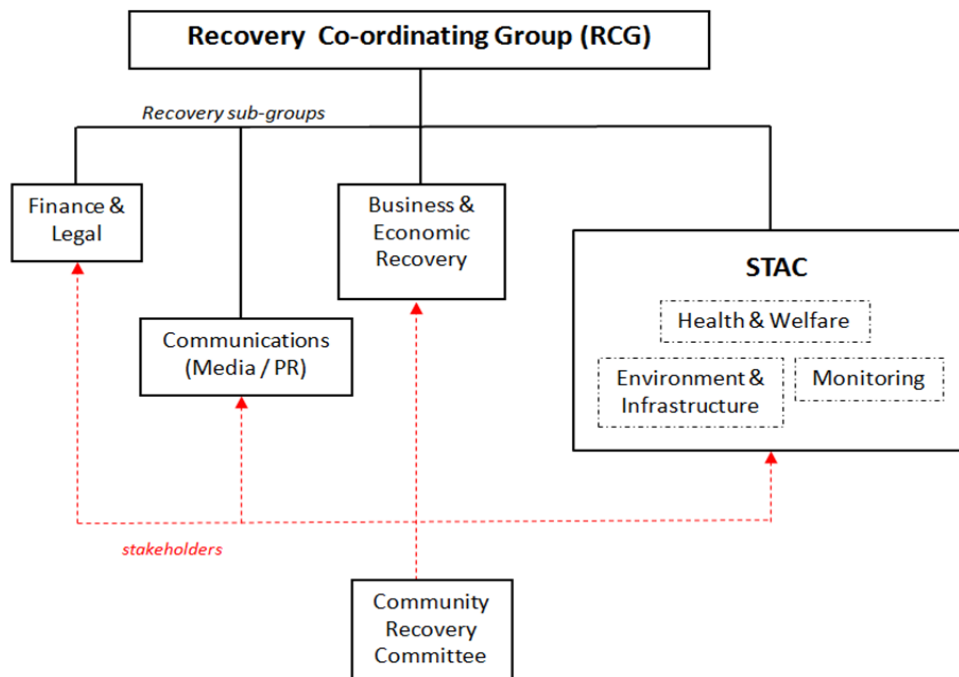 Recovery Co-ordinating Group (RCG)
Recovery sub-groups
Finance &
Legal
Business &
Economic
Recovery
STAC
Health & Welfare
Communications
(Media / PR)
Environment &
Infrastructure
Monitoring
stakeholders
Community
Recovery
Committee